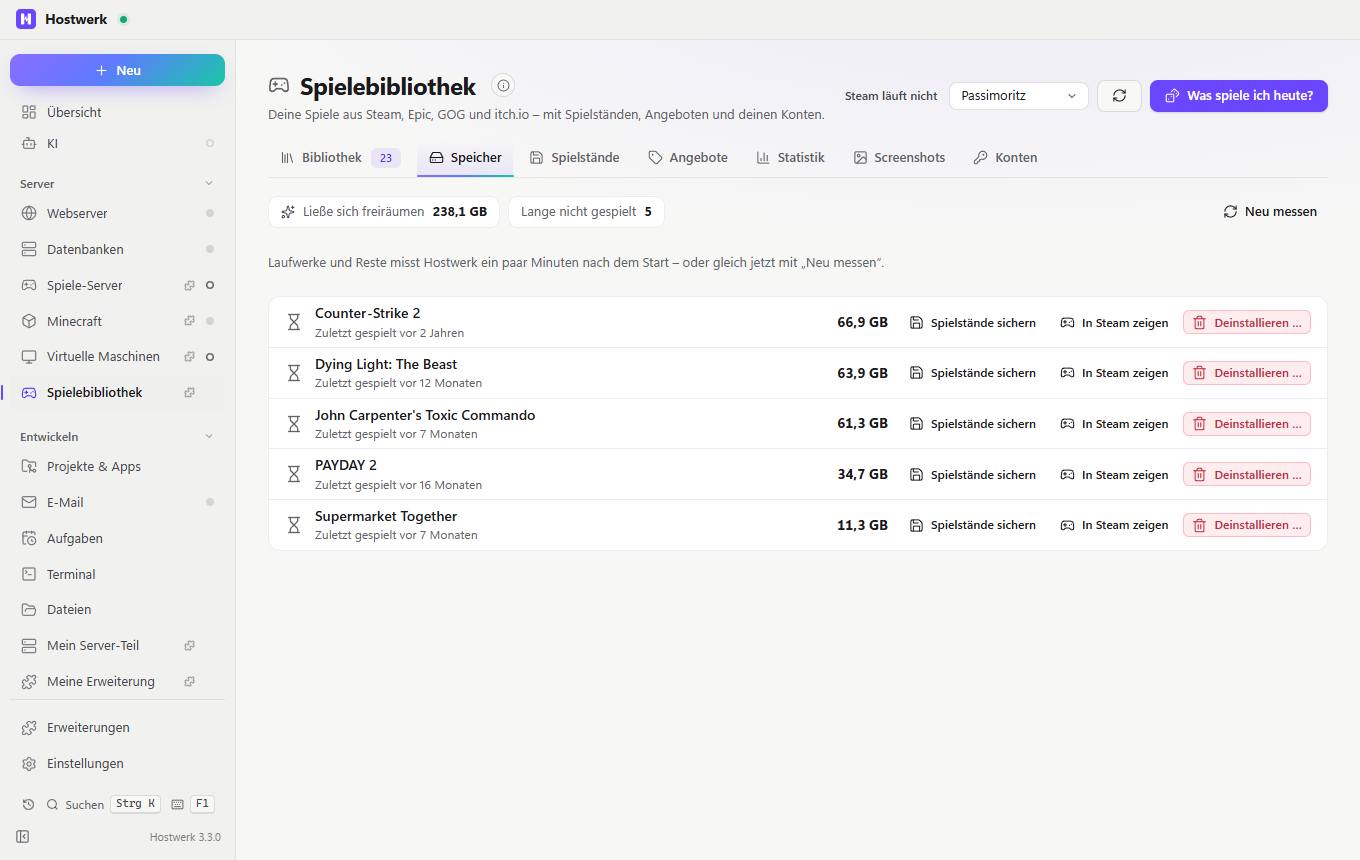 Hostwerk
Neu
Übersicht
KI
Server
Webserver
Datenbanken
Spiele-Server
Minecraft
Virtuelle Maschinen
Spielebibliothek
Entwickeln
Projekte & Apps
E-Mail
Aufgaben
Terminal
Dateien
Mein Server-Teil
Meine Erweiterung
Erweiterungen
Einstellungen
Suchen Strg K F1
Hostwerk 3.3.0
Spielebibliothek
Deine Spiele aus Steam, Epic, GOG und itch.io – mit Spielständen, Angeboten und deinen Konten.
Steam läuft nicht Passimoritz Was spiele ich heute?
Bibliothek 23 Speicher Spielstände Angebote Statistik Screenshots Konten
Ließe sich freiräumen 238,1 GB Lange nicht gespielt 5 Neu messen
Laufwerke und Reste misst Hostwerk ein paar Minuten nach dem Start – oder gleich jetzt mit „Neu messen“.
Counter-Strike 2
Zuletzt gespielt vor 2 Jahren
66,9 GB Spielstände sichern In Steam zeigen Deinstallieren ...
Dying Light: The Beast
Zuletzt gespielt vor 12 Monaten
63,9 GB Spielstände sichern In Steam zeigen Deinstallieren ...
John Carpenter's Toxic Commando
Zuletzt gespielt vor 7 Monaten
61,3 GB Spielstände sichern In Steam zeigen Deinstallieren ...
PAYDAY 2
Zuletzt gespielt vor 16 Monaten
34,7 GB Spielstände sichern In Steam zeigen Deinstallieren ...
Supermarket Together
Zuletzt gespielt vor 7 Monaten
11,3 GB Spielstände sichern In Steam zeigen Deinstallieren ...